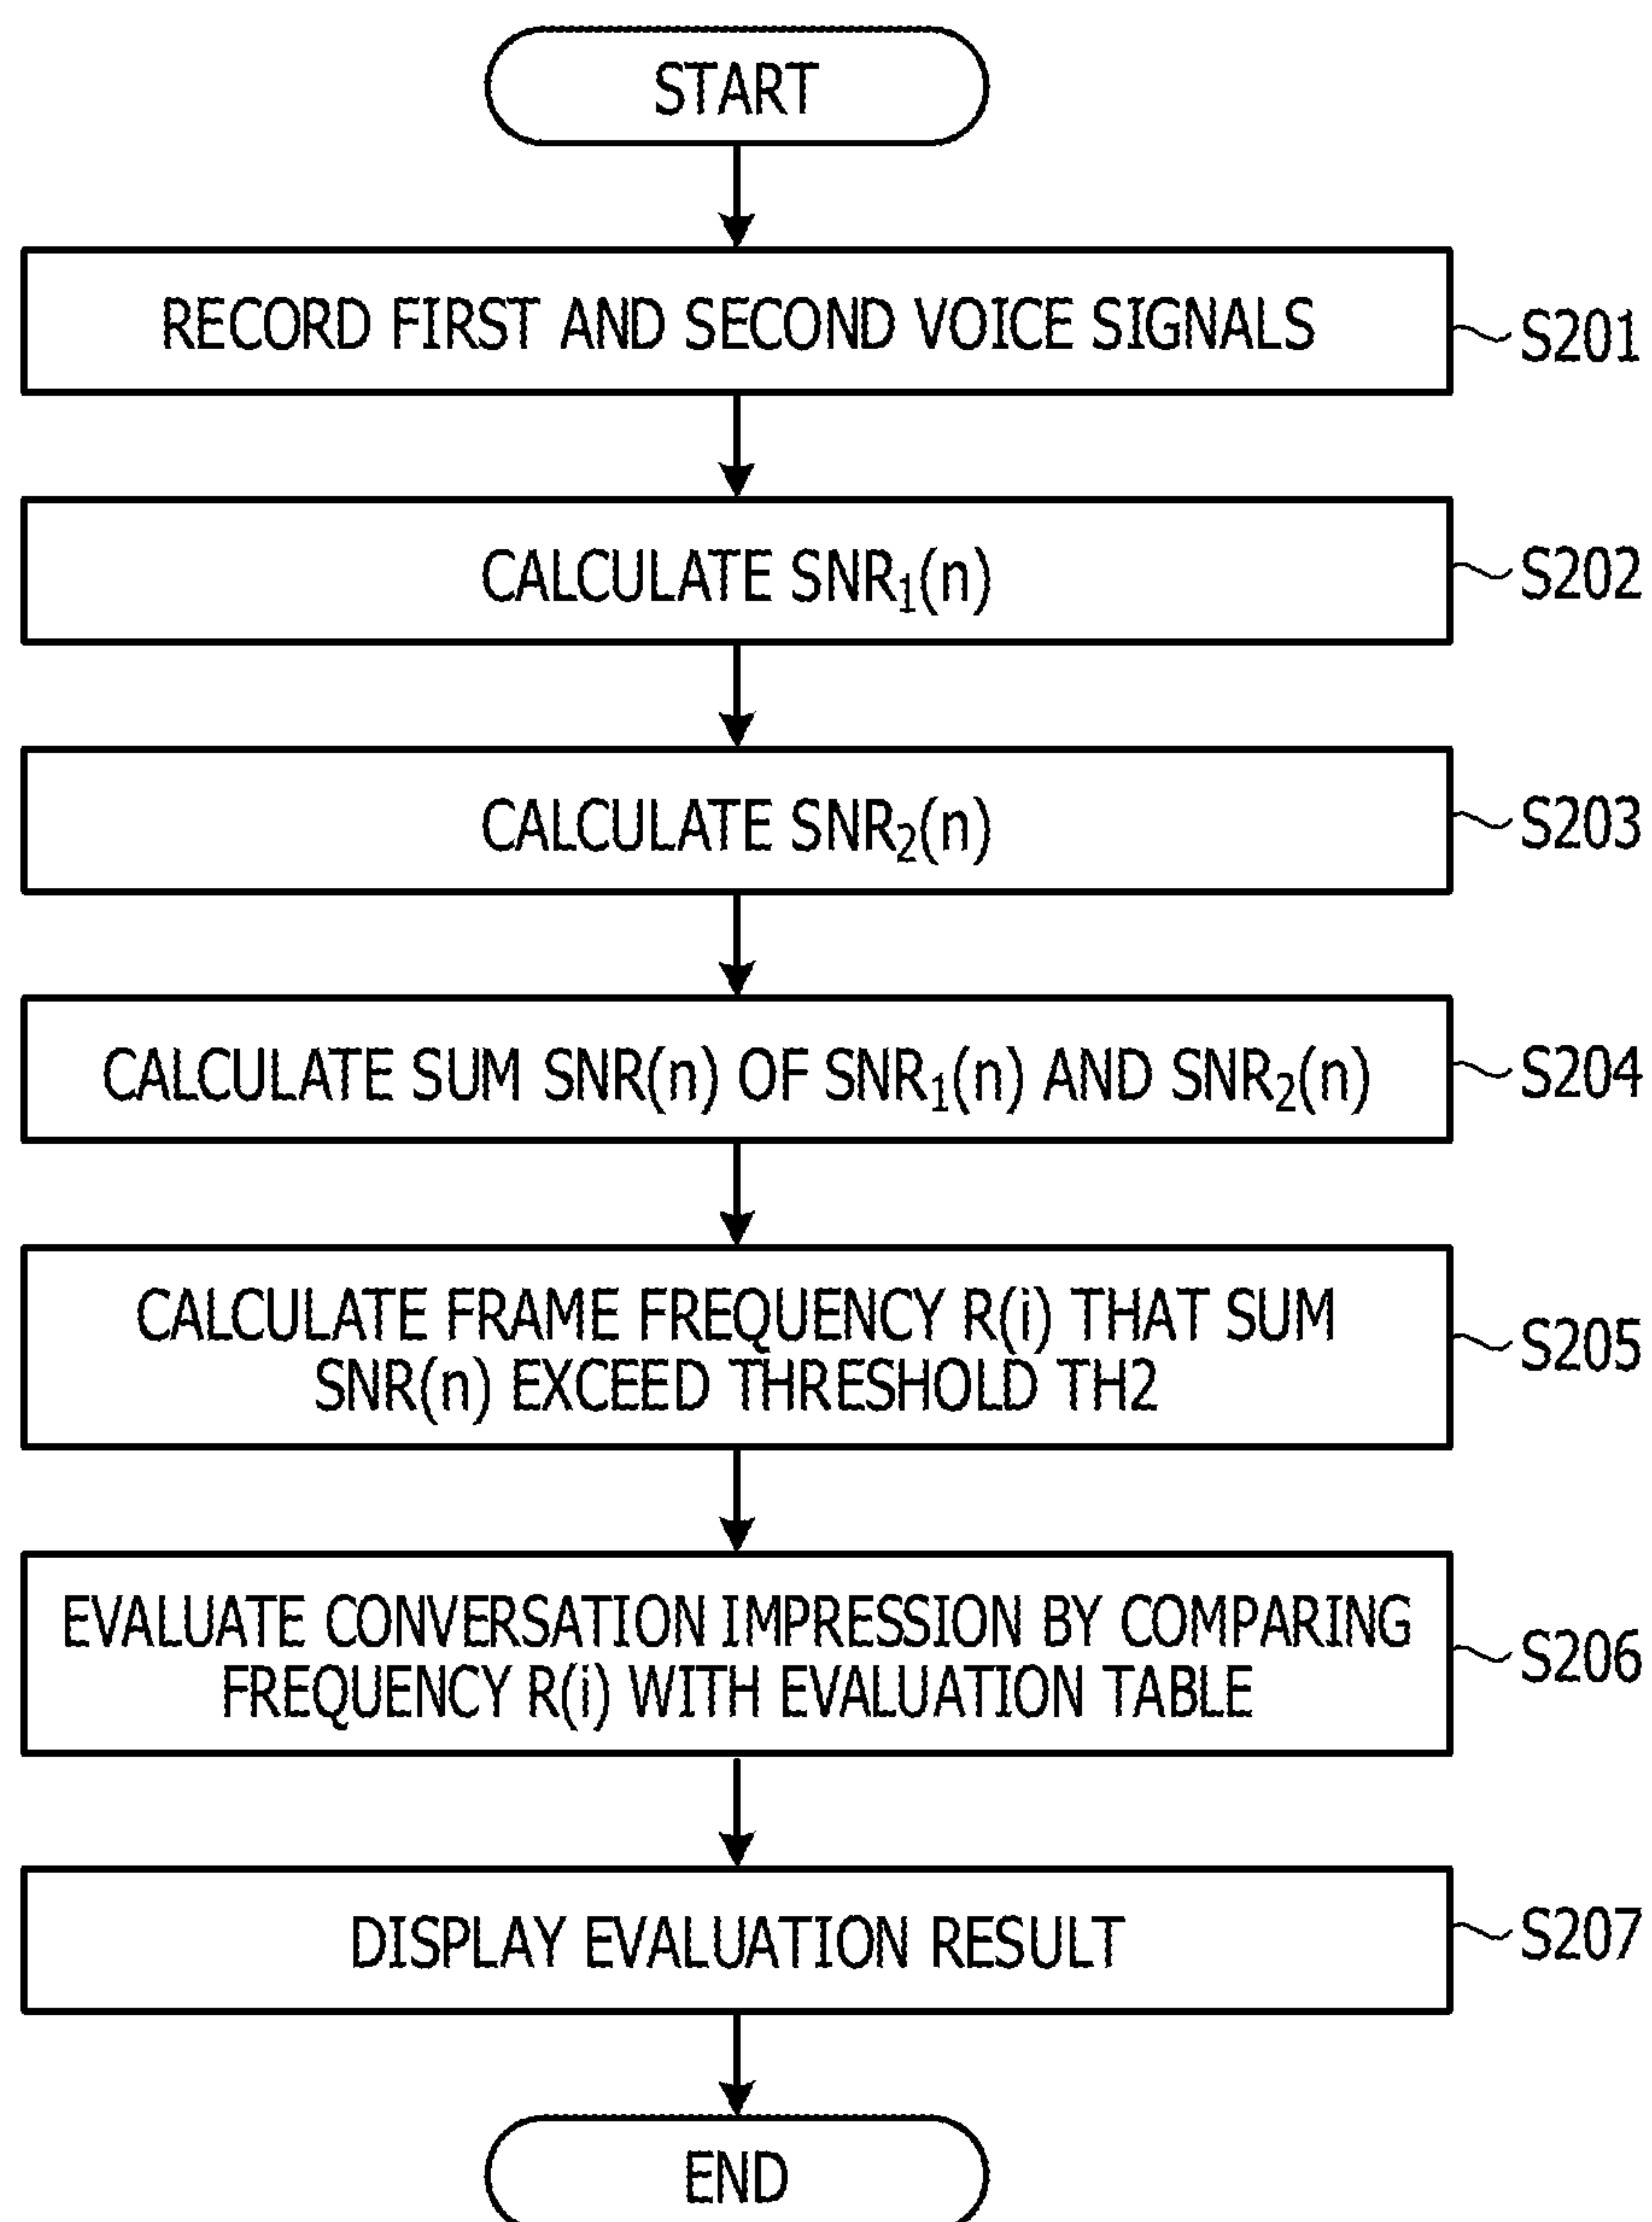 START
RECORD FIRST AND SECOND VOICE SIGNALS
S201
CALCULATE SNR₁(n)
S202
CALCULATE SNR₂(n)
S203
CALCULATE SUM SNR(n) OF SNR₁(n) AND SNR₂(n)
S204
CALCULATE FRAME FREQUENCY R(i) THAT SUM
SNR(n) EXCEED THRESHOLD TH2
S205
EVALUATE CONVERSATION IMPRESSION BY COMPARING
FREQUENCY R(i) WITH EVALUATION TABLE
S206
DISPLAY EVALUATION RESULT
S207
END